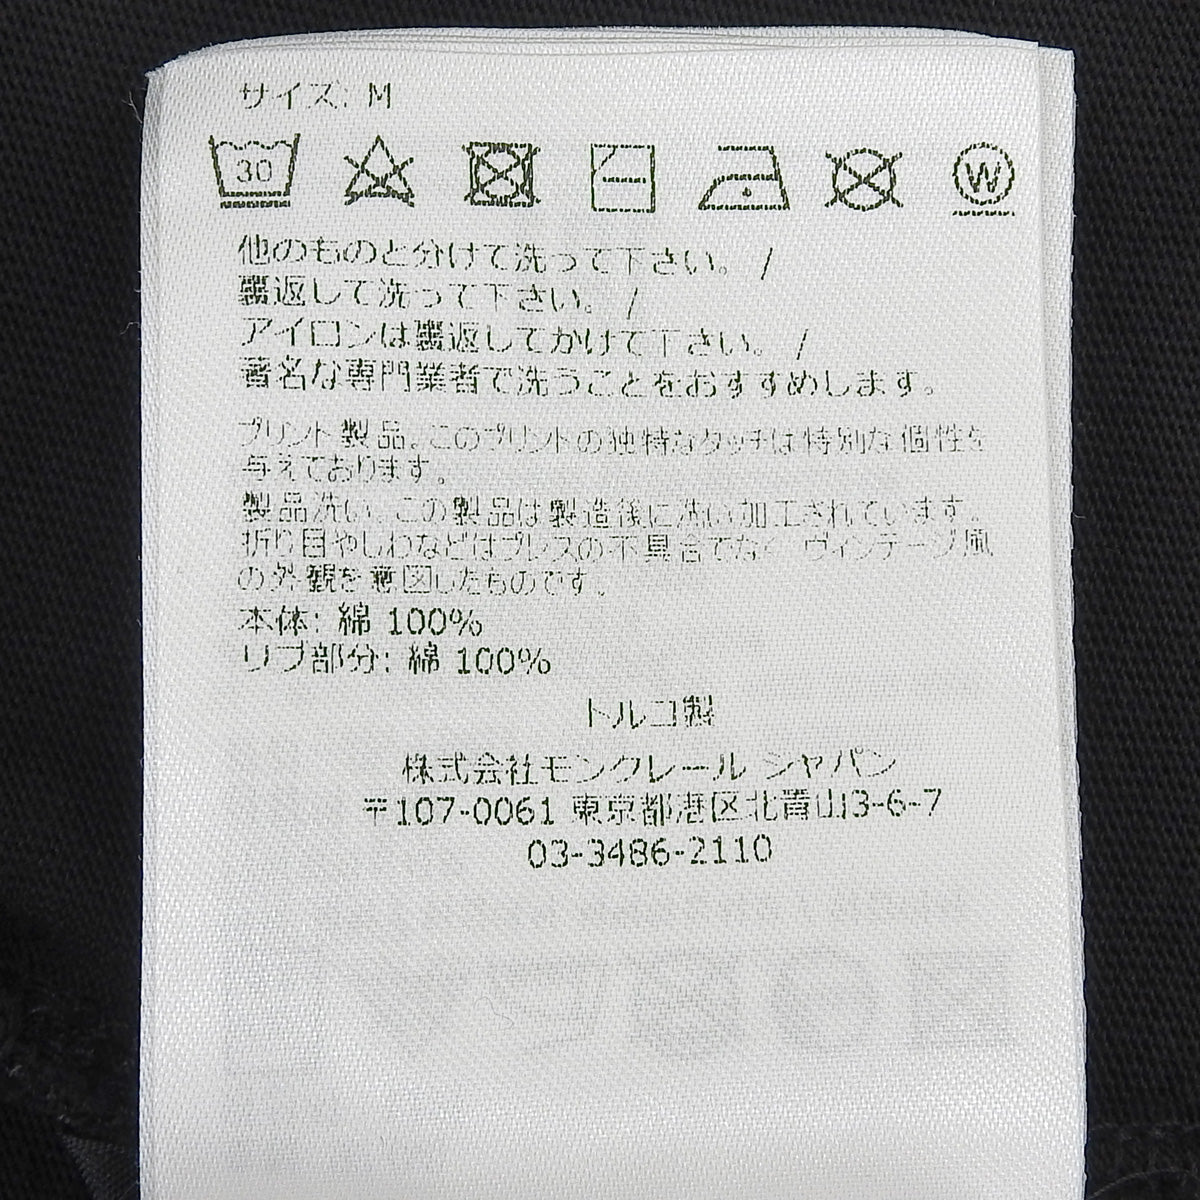 サイズ: M
30
W
他のものと分けて洗って下さい。 /
裏返して洗って下さい。 /
アイロンは裏返してかけて下さい。 /
著名な専門業者で洗うことをおすすめします。
プリント製品。このプリントの独特なタッチは特別な個性を
与えております。
製品洗い。この製品は製造後に洗い加工されています。
折り目やしわなどはプレスの不具合でなく ヴィンテージ風
の外観を意図したものです。
本体: 綿 100%
リブ部分: 綿 100%
トルコ製
株式会社モンクレール ジャパン
〒107-0061 東京都港区北青山3-6-7
03-3486-2110